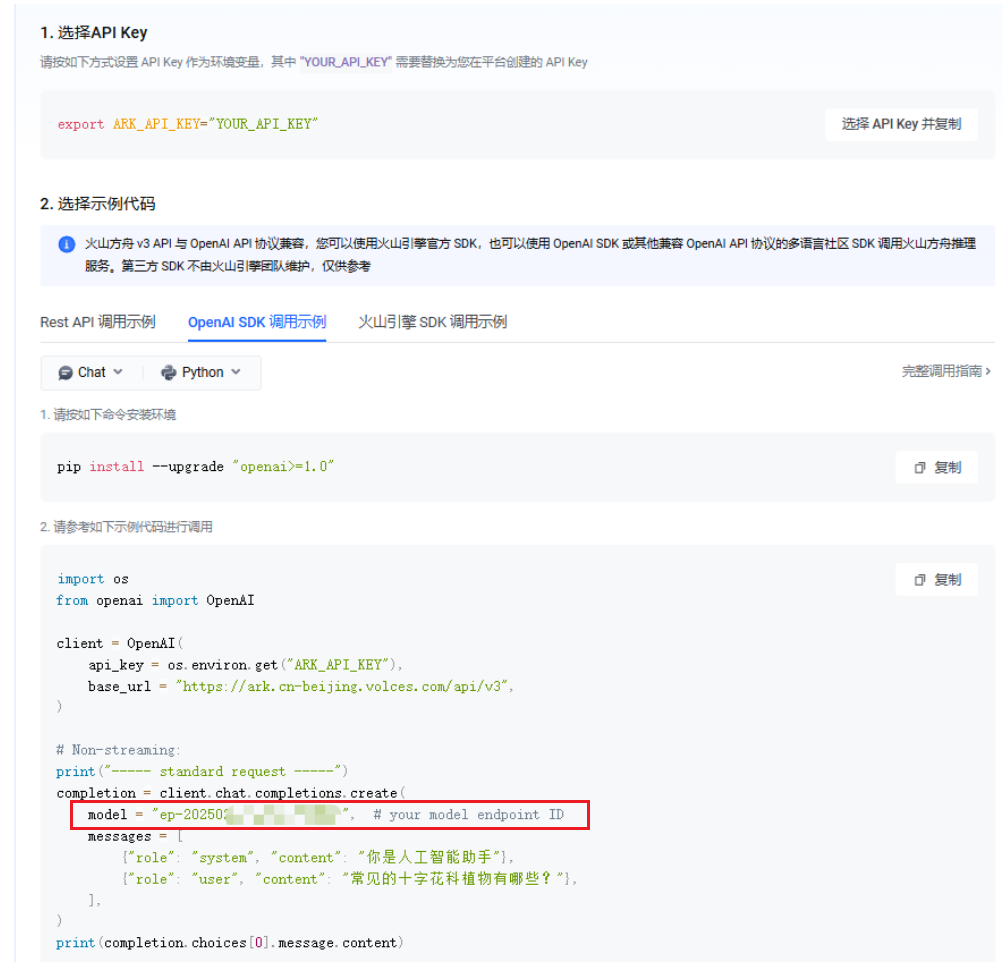 1. 选择API Key
请按如下方式设置 API Key 作为环境变量，其中 "YOUR_API_KEY" 需要替换为您在平台创建的 API Key
export ARK_API_KEY="YOUR_API_KEY"
选择 API Key 并复制
2. 选择示例代码
火山方舟 v3 API 与 OpenAI API 协议兼容，您可以使用火山引擎官方 SDK，也可以使用 OpenAI SDK 或其他兼容 OpenAI API 协议的多语言社区 SDK 调用火山方舟推理
服务。第三方 SDK 不由火山引擎团队维护，仅供参考
Rest API 调用示例 OpenAI SDK 调用示例 火山引擎 SDK 调用示例
Chat Python 完整调用指南
1. 请按如下命令安装环境
pip install --upgrade "openai>=1.0"
复制
2. 请参考如下示例代码进行调用
复制
import os
from openai import OpenAI
client = OpenAI(
api_key = os.environ.get("ARK_API_KEY"),
base_url = "https://ark.cn-beijing.volces.com/api/v3",
)
# Non-streaming:
print("----- standard request -----")
completion = client.chat.completions.create(
model = "ep-20250 ", # your model endpoint ID
messages = [
{"role": "system", "content": "你是人工智能助手"},
{"role": "user", "content": "常见的十字花科植物有哪些？"},
],
)
print(completion.choices[0].message.content)